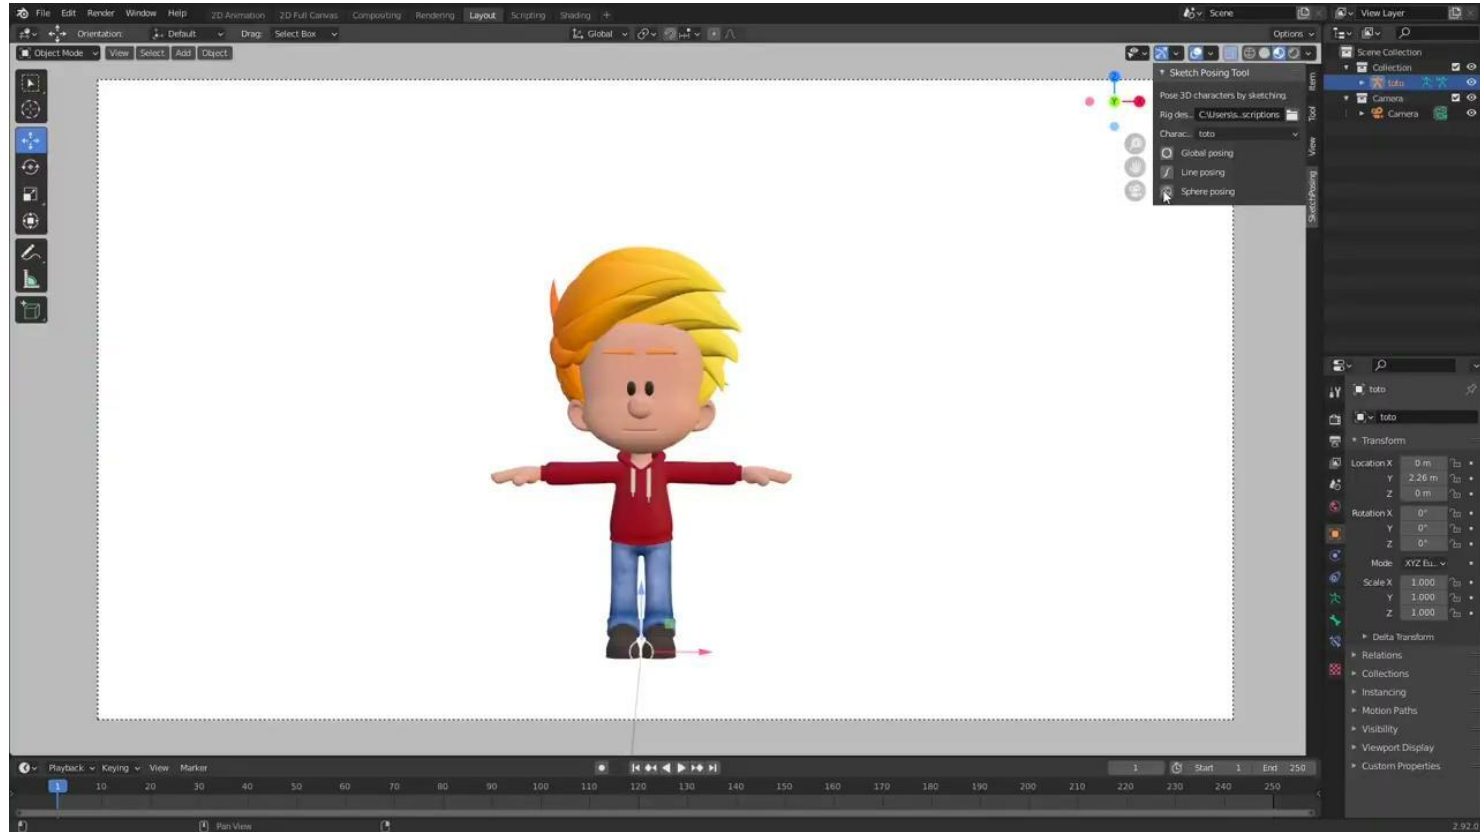 File Edit Render Window Help 2D Animation 2D Full Canvas Compositing Rendering Layout Scripting Shading + Scene View Layer
Orientation: Default Drag: Select Box Global Options
Object Mode View Select Add Object
Scene Collection
Collection
toto
Camera
Camera
Sketch Posing Tool
Pose 3D characters by sketching
Rig des... C:\Users\s..scriptions
Charac... toto
Global posing
Line posing
Sphere posing
Item
Tool
View
SketchPosing
Z
Y
X
toto
toto
Transform
Location X 0 m
Y 2.26 m
Z 0 m
Rotation X 0°
Y 0°
Z 0°
Mode XYZ Eu...
Scale X 1.000
Y 1.000
Z 1.000
Delta Transform
Relations
Collections
Instancing
Motion Paths
Visibility
Viewport Display
Custom Properties
Playback Keying View Marker 1 Start 1 End 250
1 10 20 30 40 50 60 70 80 90 100 110 120 130 140 150 160 170 180 190 200 210 220 230 240 250
Pan View 2.92.0